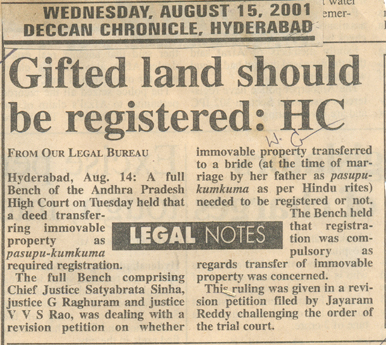 WEDNESDAY, AUGUST 15, 2001
DECCAN CHRONICLE, HYDERABAD
water
emer-
Gifted land should
be registered: HC
FROM OUR LEGAL BUREAU
Hyderabad, Aug. 14: A full
Bench of the Andhra Pradesh
High Court on Tuesday held that
a deed transfer-
ring immovable
property as
pasupu-kumkuma
required registration.
The full Bench comprising
Chief Justice Satyabrata Sinha,
justice G Raghuram and justice
V V S Rao, was dealing with a
revision petition on whether
LEGAL NOTES
immovable property transferred
to a bride (at the time of mar-
riage by her father as pasupu-
kumkuma as per Hindu rites)
needed to be registered or not.
The Bench held
that registra-
tion was com-
pulsory as
regards transfer of immovable
property was concerned.
This ruling was given in a revi-
sion petition filed by Jayaram
Reddy challenging the order of
the trial court.